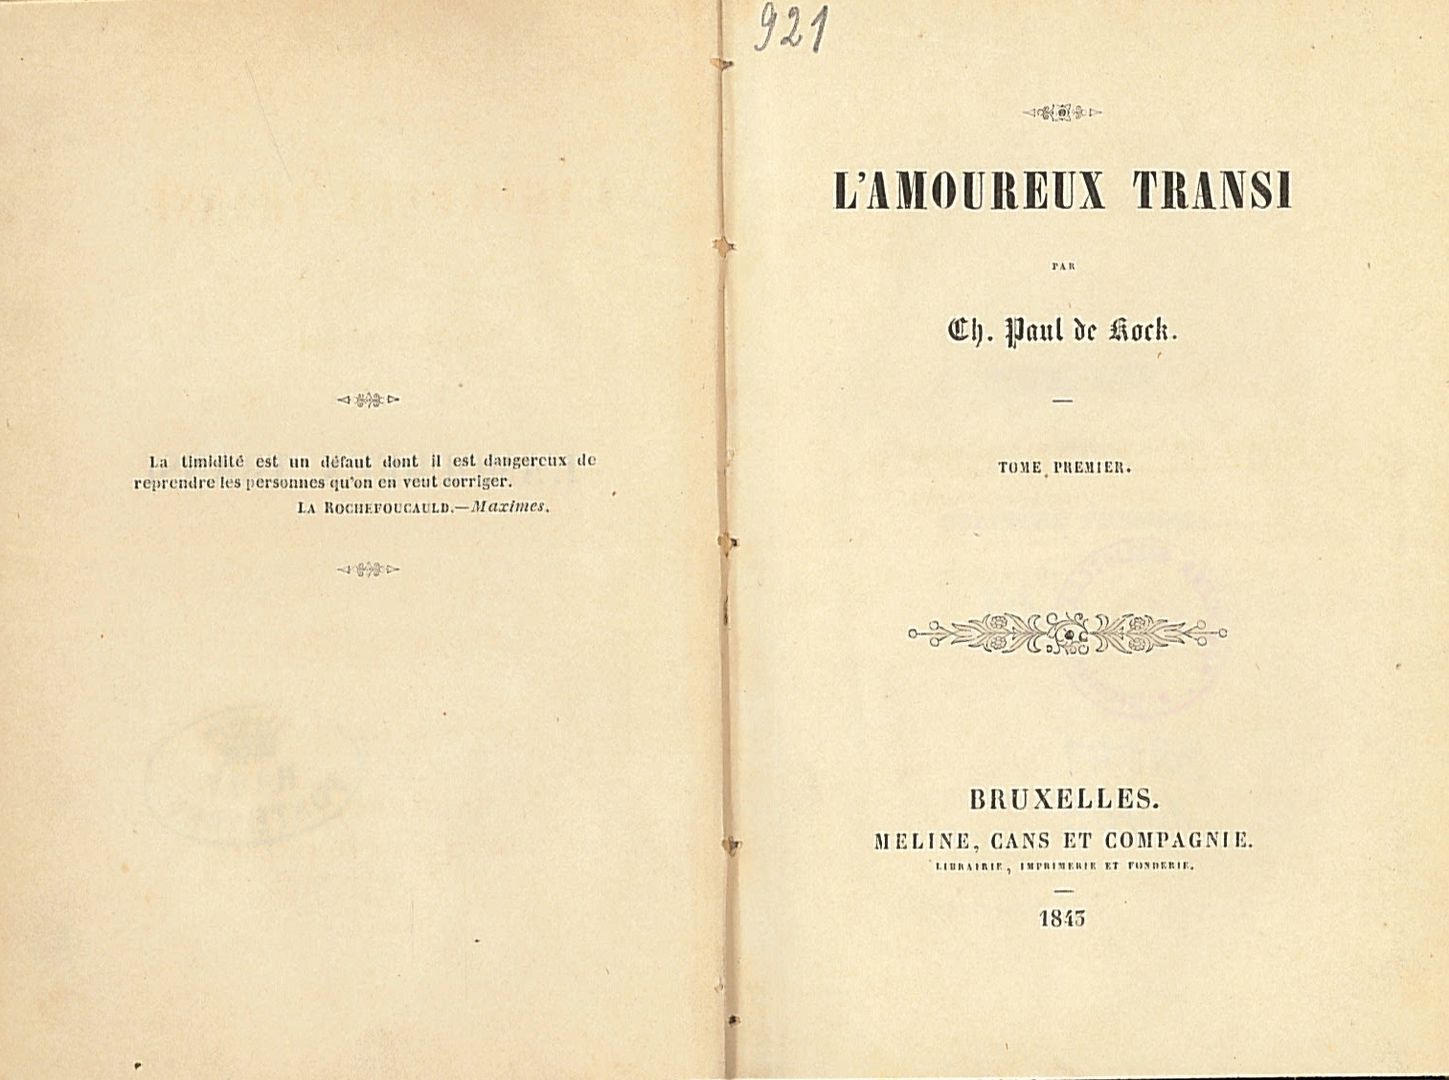 La timidité est un défaut dont il est dangereux de
reprendre les personnes qu'on en veut corriger.
LA ROCHEFOUCAULD.—Maximes.
921
L'AMOUREUX TRANSI
PAR
Ch. Paul de Kock.
TOME PREMIER.
BRUXELLES.
MELINE, CANS ET COMPAGNIE.
LIBRAIRIE, IMPRIMERIE ET FONDERIE.
1843